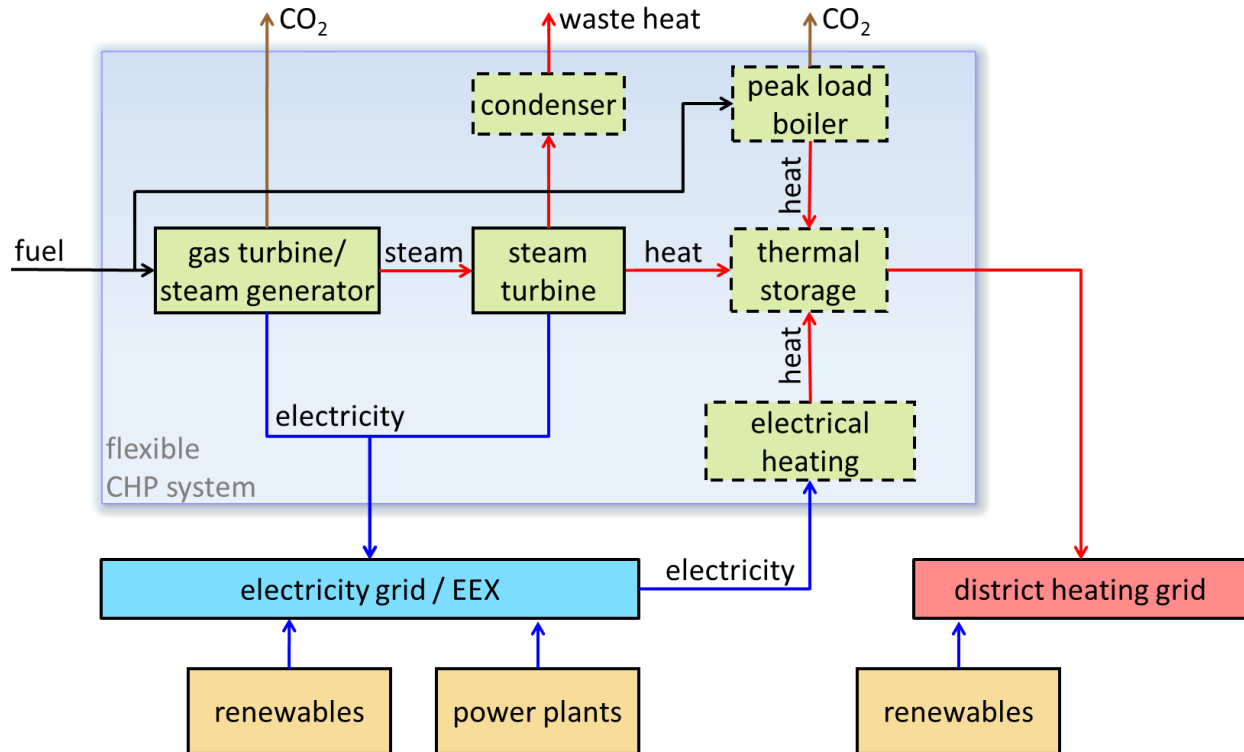 CO₂
waste heat
CO₂
condenser
peak load
boiler
heat
fuel
gas turbine/
steam generator
steam
steam
turbine
heat
thermal
storage
heat
electricity
electrical
heating
flexible
CHP system
electricity grid / EEX
electricity
district heating grid
renewables
power plants
renewables